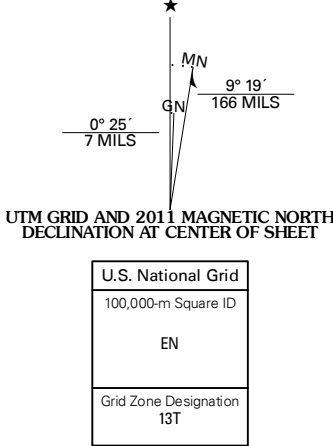 ★
MN
GN
9° 19´
166 MILS
0° 25´
7 MILS
UTM GRID AND 2011 MAGNETIC NORTH
DECLINATION AT CENTER OF SHEET
U.S. National Grid
100,000-m Square ID
EN
Grid Zone Designation
13T